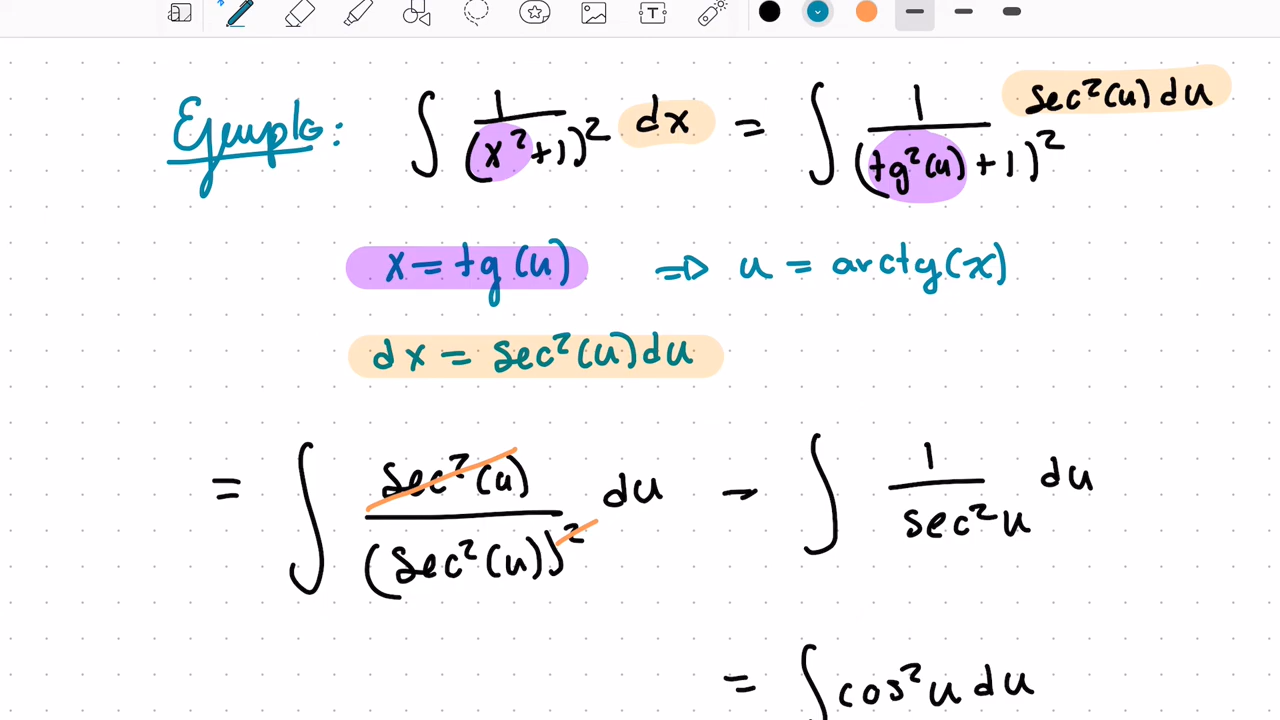 Ejemplo: ∫ 1/(x²+1)² dx = ∫ 1/(tg²(u)+1)² sec²(u)du
x = tg(u) ⇒ u = arctg(x)
dx = sec²(u)du
= ∫ sec²(u)/(sec²(u))² du - ∫ 1/sec²u du
= ∫ cos²u du